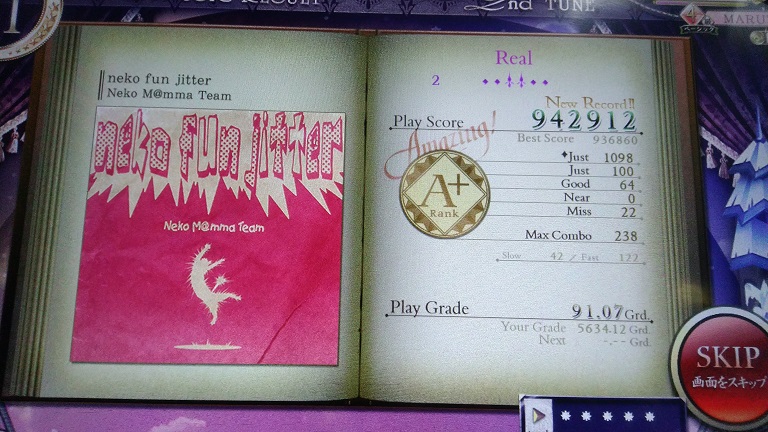 2nd TUNE
neko fun jitter
Neko M@mma Team
neko fun jitter
Neko M@mma Team
Real
2
New Record!!
Play Score 942912
Best Score 936860
Amazing!
A+
Rank
✦Just 1098
Just 100
Good 64
Near 0
Miss 22
Max Combo 238
Slow 42 / Fast 122
Play Grade 91.07Grd.
Your Grade 5634.12 Grd.
Next -.-- Grd.
SKIP
画面をスキップ